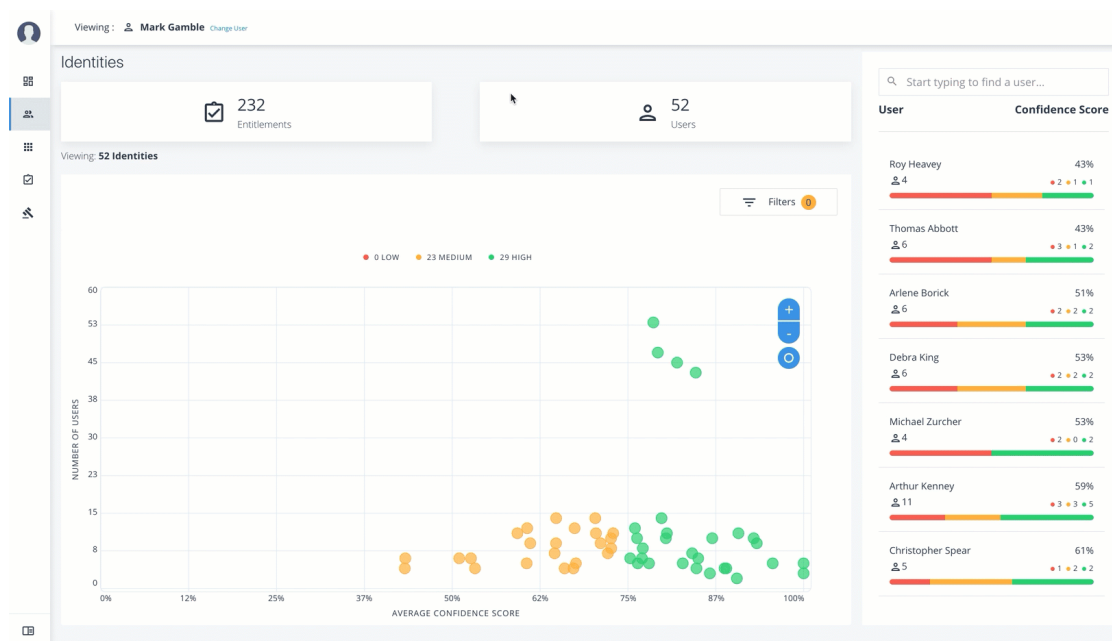 Viewing : Mark Gamble Change User
Identities
232
Entitlements
52
Users
Viewing: 52 Identities
Filters 0
0 LOW 23 MEDIUM 29 HIGH
60
53
45
38
30
23
15
8
0
NUMBER OF USERS
+
-
0% 12% 25% 37% 50% 62% 75% 87% 100%
AVERAGE CONFIDENCE SCORE
Start typing to find a user...
User Confidence Score
Roy Heavey 43%
4 2 1 1
Thomas Abbott 43%
6 3 1 2
Arlene Borick 51%
6 2 2 2
Debra King 53%
6 2 2 2
Michael Zurcher 53%
4 2 0 2
Arthur Kenney 59%
11 3 3 5
Christopher Spear 61%
5 1 2 2